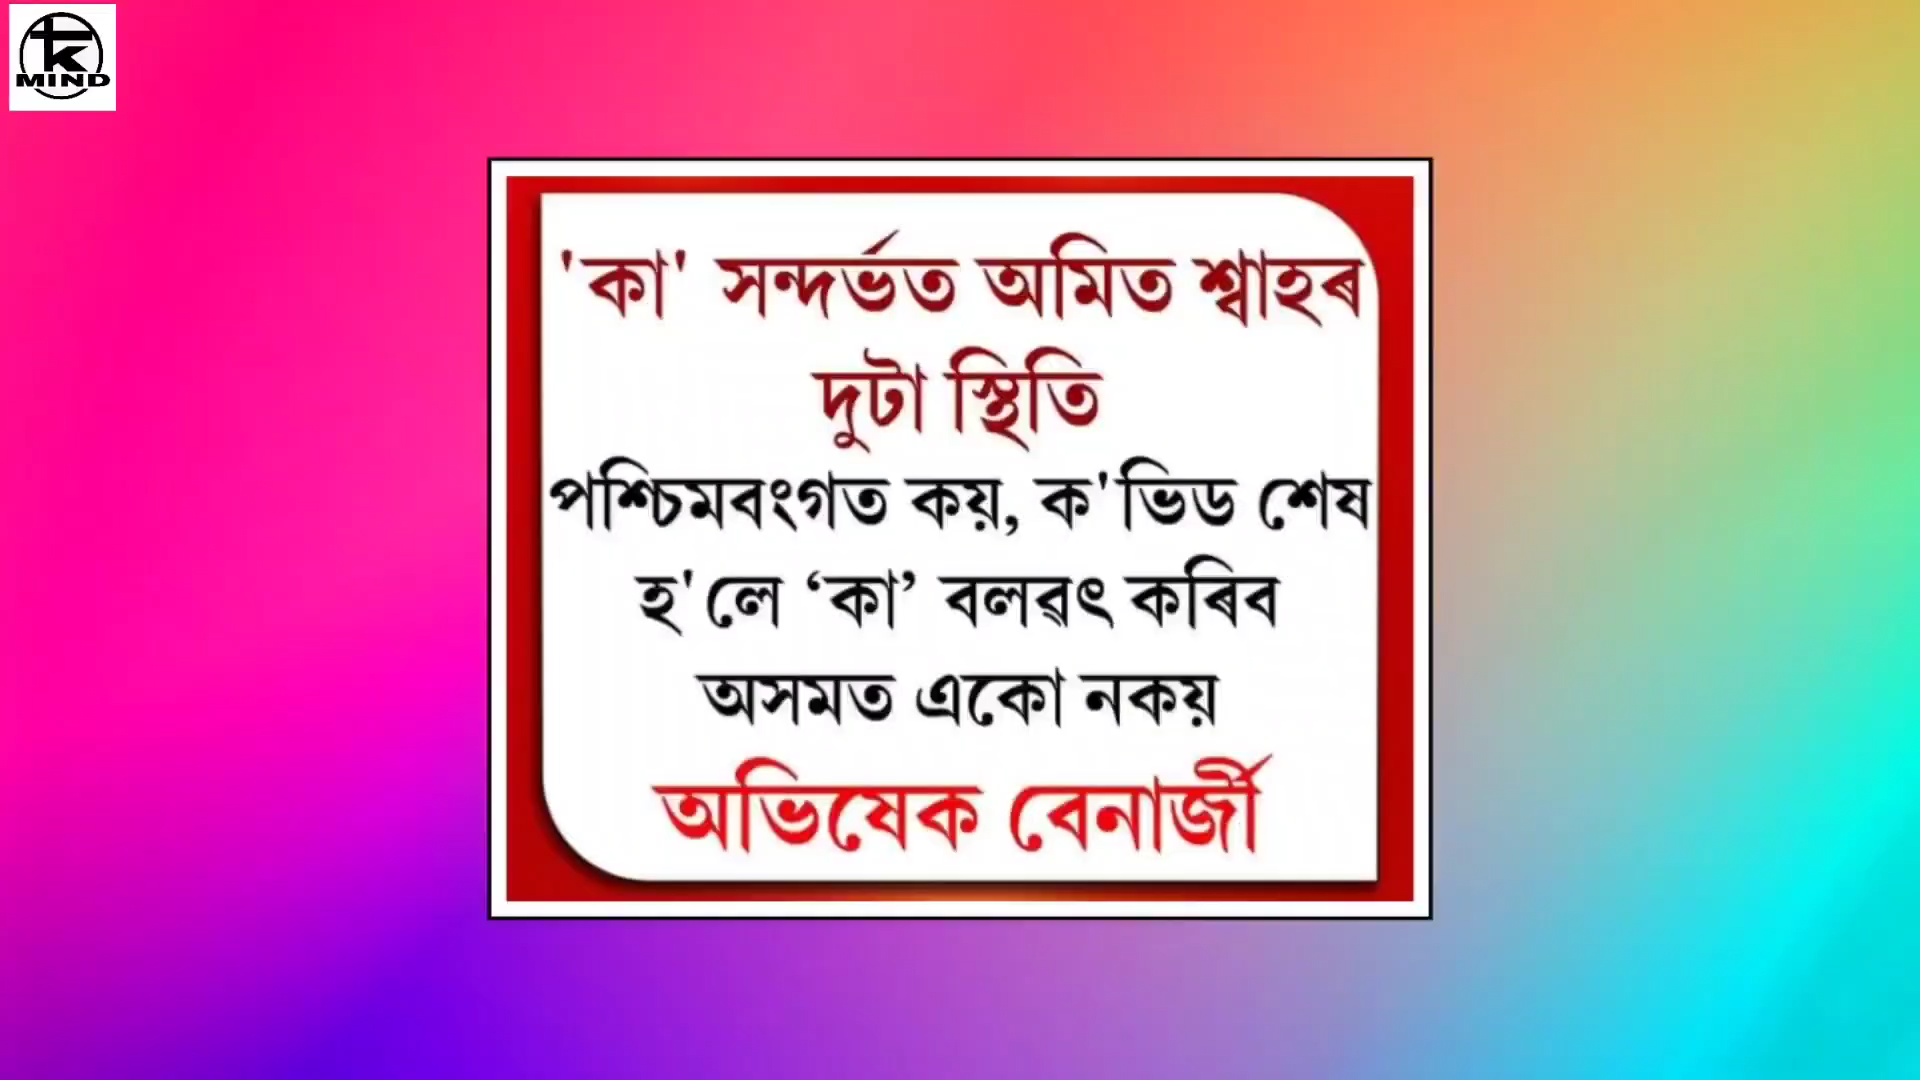 K
MIND
'কা' সন্দৰ্ভত অমিত শ্বাহৰ
দুটা স্থিতি
পশ্চিমবংগত কয়, ক'ভিড শেষ
হ'লে ‘কা’ বলৱৎ কৰিব
অসমত একো নকয়
অভিষেক বেনাৰ্জী